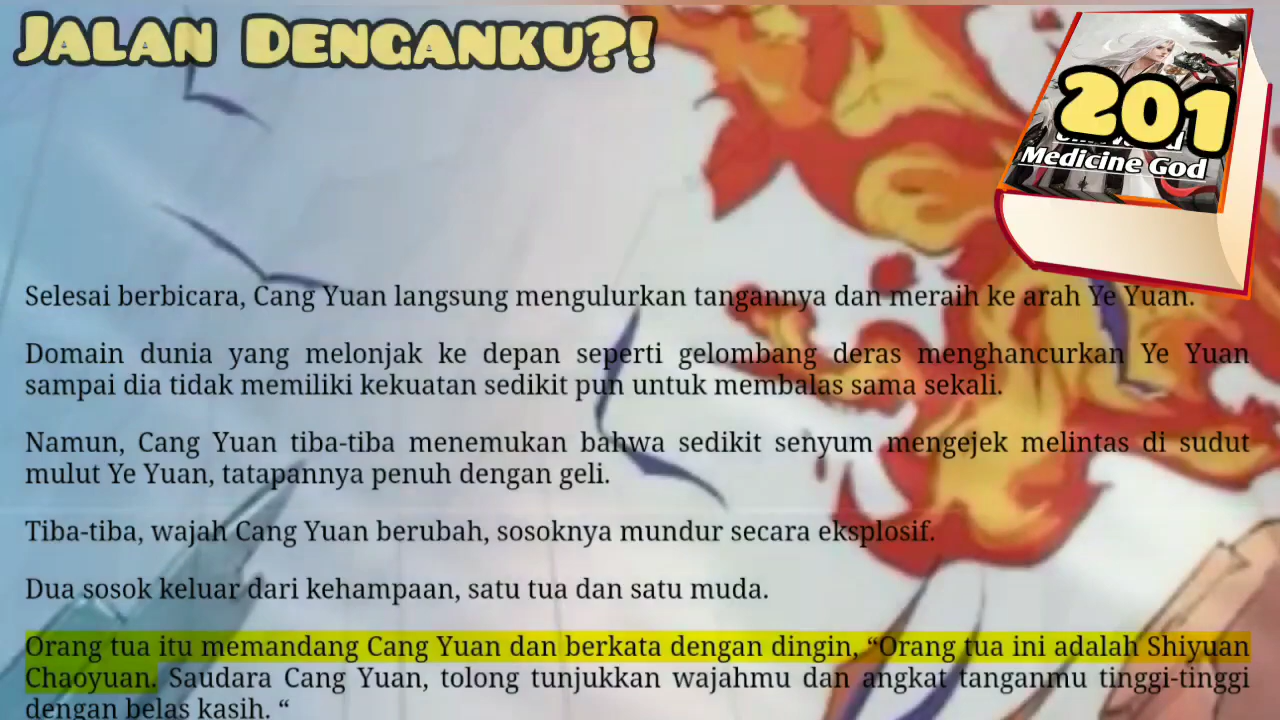 JALAN DENGANKU?!
201
Medicine God
Selesai berbicara, Cang Yuan langsung mengulurkan tangannya dan meraih ke arah Ye Yuan.
Domain dunia yang melonjak ke depan seperti gelombang deras menghancurkan Ye Yuan
sampai dia tidak memiliki kekuatan sedikit pun untuk membalas sama sekali.
Namun, Cang Yuan tiba-tiba menemukan bahwa sedikit senyum mengejek melintas di sudut
mulut Ye Yuan, tatapannya penuh dengan geli.
Tiba-tiba, wajah Cang Yuan berubah, sosoknya mundur secara eksplosif.
Dua sosok keluar dari kehampaan, satu tua dan satu muda.
Orang tua itu memandang Cang Yuan dan berkata dengan dingin, “Orang tua ini adalah Shiyuan
Chaoyuan. Saudara Cang Yuan, tolong tunjukkan wajahmu dan angkat tanganmu tinggi-tinggi
dengan belas kasih. “